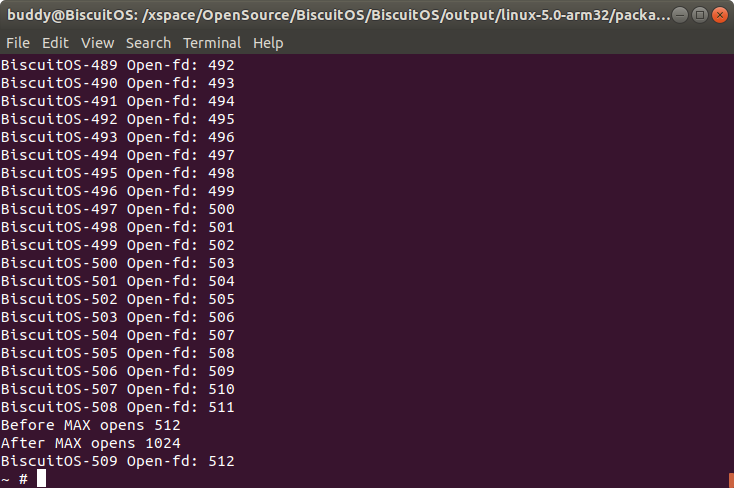 buddy@BiscuitOS: /xspace/OpenSource/BiscuitOS/BiscuitOS/output/linux-5.0-arm32/packa...
File Edit View Search Terminal Help
BiscuitOS-489 Open-fd: 492
BiscuitOS-490 Open-fd: 493
BiscuitOS-491 Open-fd: 494
BiscuitOS-492 Open-fd: 495
BiscuitOS-493 Open-fd: 496
BiscuitOS-494 Open-fd: 497
BiscuitOS-495 Open-fd: 498
BiscuitOS-496 Open-fd: 499
BiscuitOS-497 Open-fd: 500
BiscuitOS-498 Open-fd: 501
BiscuitOS-499 Open-fd: 502
BiscuitOS-500 Open-fd: 503
BiscuitOS-501 Open-fd: 504
BiscuitOS-502 Open-fd: 505
BiscuitOS-503 Open-fd: 506
BiscuitOS-504 Open-fd: 507
BiscuitOS-505 Open-fd: 508
BiscuitOS-506 Open-fd: 509
BiscuitOS-507 Open-fd: 510
BiscuitOS-508 Open-fd: 511
Before MAX opens 512
After MAX opens 1024
BiscuitOS-509 Open-fd: 512
~ #